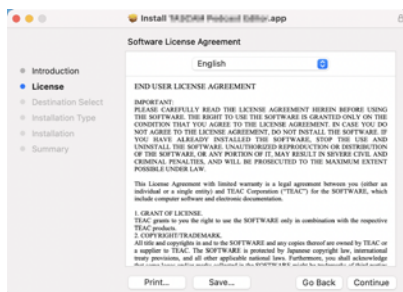 Install TASCAM Podcast Editor.app
Software License Agreement
English
Introduction
License
Destination Select
Installation Type
Installation
Summary
END USER LICENSE AGREEMENT
IMPORTANT:
PLEASE CAREFULLY READ THE LICENSE AGREEMENT HEREIN BEFORE USING
THE SOFTWARE. THE RIGHT TO USE THE SOFTWARE IS GRANTED ONLY ON THE
CONDITION THAT YOU AGREE TO THE LICENSE AGREEMENT. IN CASE YOU DO
NOT AGREE TO THE LICENSE AGREEMENT, DO NOT INSTALL THE SOFTWARE. IF
YOU HAVE ALREADY INSTALLED THE SOFTWARE, STOP THE USE AND
UNINSTALL THE SOFTWARE. UNAUTHORIZED REPRODUCTION OR DISTRIBUTION
OF THE SOFTWARE, OR ANY PORTION OF IT, MAY RESULT IN SEVERE CIVIL AND
CRIMINAL PENALTIES, AND WILL BE PROSECUTED TO THE MAXIMUM EXTENT
POSSIBLE UNDER LAW.
This License Agreement with limited warranty is a legal agreement between you (either an
individual or a single entity) and TEAC Corporation ("TEAC") for the SOFTWARE, which
include computer software and electronic documentation.
1. GRANT OF LICENSE.
TEAC grants to you the right to use the SOFTWARE only in combination with the respective
TEAC products.
2. COPYRIGHT/TRADEMARK.
All title and copyrights in and to the SOFTWARE and any copies thereof are owned by TEAC or
a supplier to TEAC. The SOFTWARE is protected by Japanese copyright law, international
treaty provisions, and all other applicable national laws. Furthermore, you shall acknowledge
Print...
Save...
Go Back
Continue